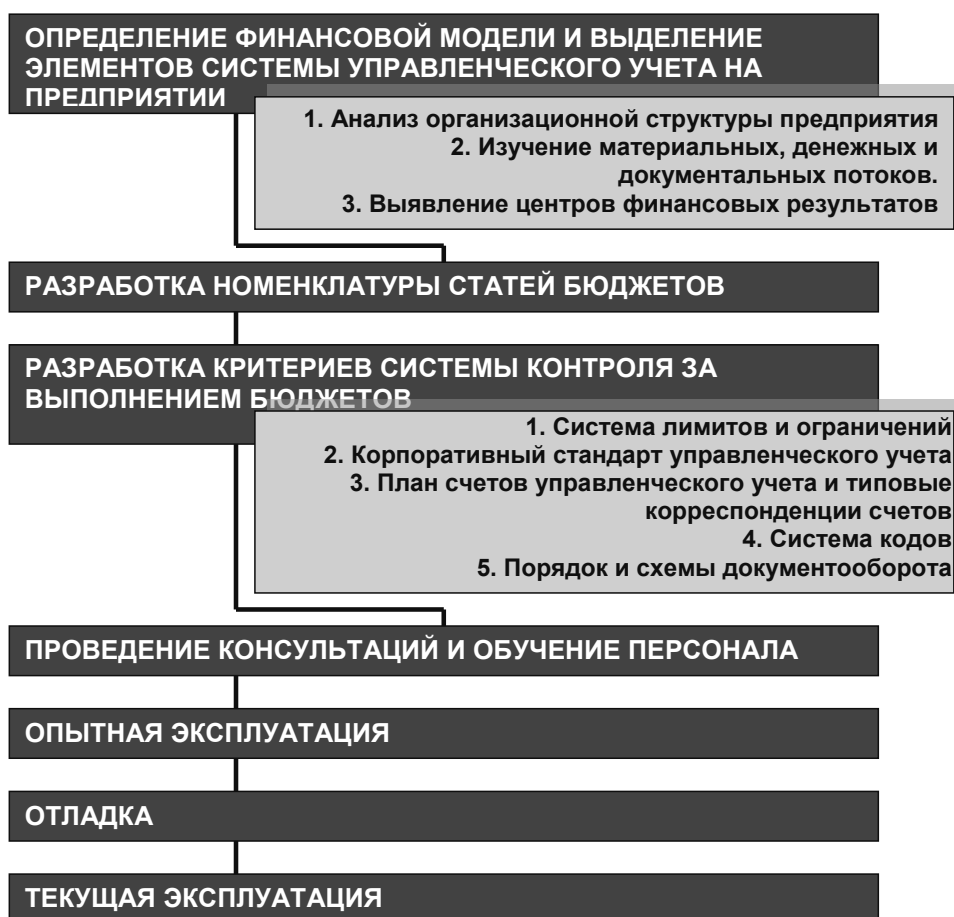 ОПРЕДЕЛЕНИЕ ФИНАНСОВОЙ МОДЕЛИ И ВЫДЕЛЕНИЕ
ЭЛЕМЕНТОВ СИСТЕМЫ УПРАВЛЕНЧЕСКОГО УЧЕТА НА
ПРЕДПРИЯТИИ
1. Анализ организационной структуры предприятия
2. Изучение материальных, денежных и
документальных потоков.
3. Выявление центров финансовых результатов
РАЗРАБОТКА НОМЕНКЛАТУРЫ СТАТЕЙ БЮДЖЕТОВ
РАЗРАБОТКА КРИТЕРИЕВ СИСТЕМЫ КОНТРОЛЯ ЗА
ВЫПОЛНЕНИЕМ БЮДЖЕТОВ
1. Система лимитов и ограничений
2. Корпоративный стандарт управленческого учета
3. План счетов управленческого учета и типовые
корреспонденции счетов
4. Система кодов
5. Порядок и схемы документооборота
ПРОВЕДЕНИЕ КОНСУЛЬТАЦИЙ И ОБУЧЕНИЕ ПЕРСОНАЛА
ОПЫТНАЯ ЭКСПЛУАТАЦИЯ
ОТЛАДКА
ТЕКУЩАЯ ЭКСПЛУАТАЦИЯ